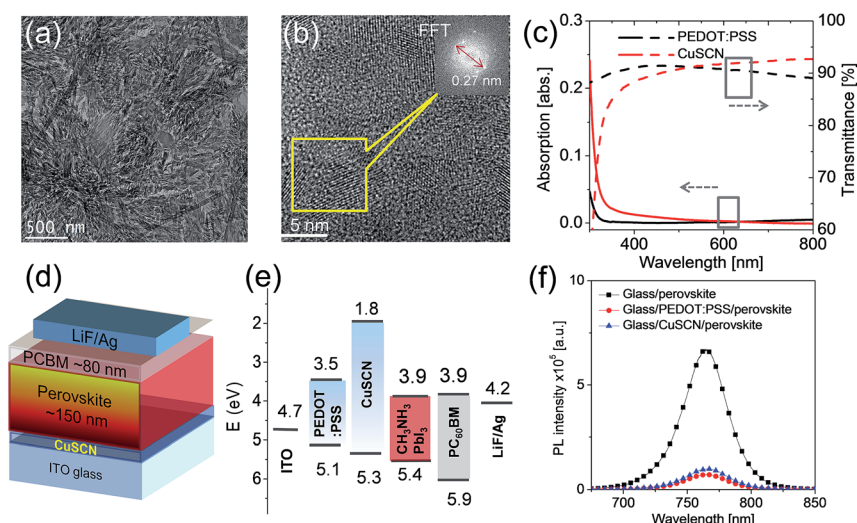 (a)
500 nm
(b)
FFT
0.27 nm
5 nm
(c)
PEDOT:PSS
CuSCN
Absorption [abs.]
0.3
0.2
0.1
0.0
400
600
800
Wavelength [nm]
100
90
80
70
60
Transmittance [%]
(d)
LiF/Ag
PCBM ~80 nm
Perovskite
~150 nm
CuSCN
ITO glass
(e)
E (eV)
2
3
4
5
6
4.7
ITO
3.5
PEDOT
:PSS
5.1
1.8
CuSCN
5.3
3.9
CH3NH3
PbI3
5.4
3.9
PC60BM
5.9
4.2
LiF/Ag
(f)
Glass/perovskite
Glass/PEDOT:PSS/perovskite
Glass/CuSCN/perovskite
PL intensity x10⁵ [a.u.]
10
5
0
700
750
800
850
Wavelength [nm]